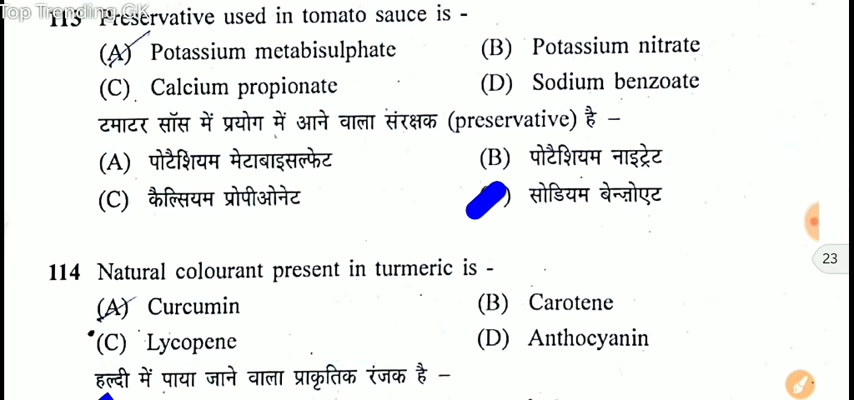 Top Trending GK
113 Preservative used in tomato sauce is -
(A) Potassium metabisulphate (B) Potassium nitrate
(C) Calcium propionate (D) Sodium benzoate
टमाटर सॉस में प्रयोग में आने वाला संरक्षक (preservative) है –
(A) पोटैशियम मेटाबाइसल्फेट (B) पोटैशियम नाइट्रेट
(C) कैल्सियम प्रोपीओनेट ) सोडियम बेन्ज़ोएट
23
114 Natural colourant present in turmeric is -
(A) Curcumin (B) Carotene
(C) Lycopene (D) Anthocyanin
हल्दी में पाया जाने वाला प्राकृतिक रंजक है –